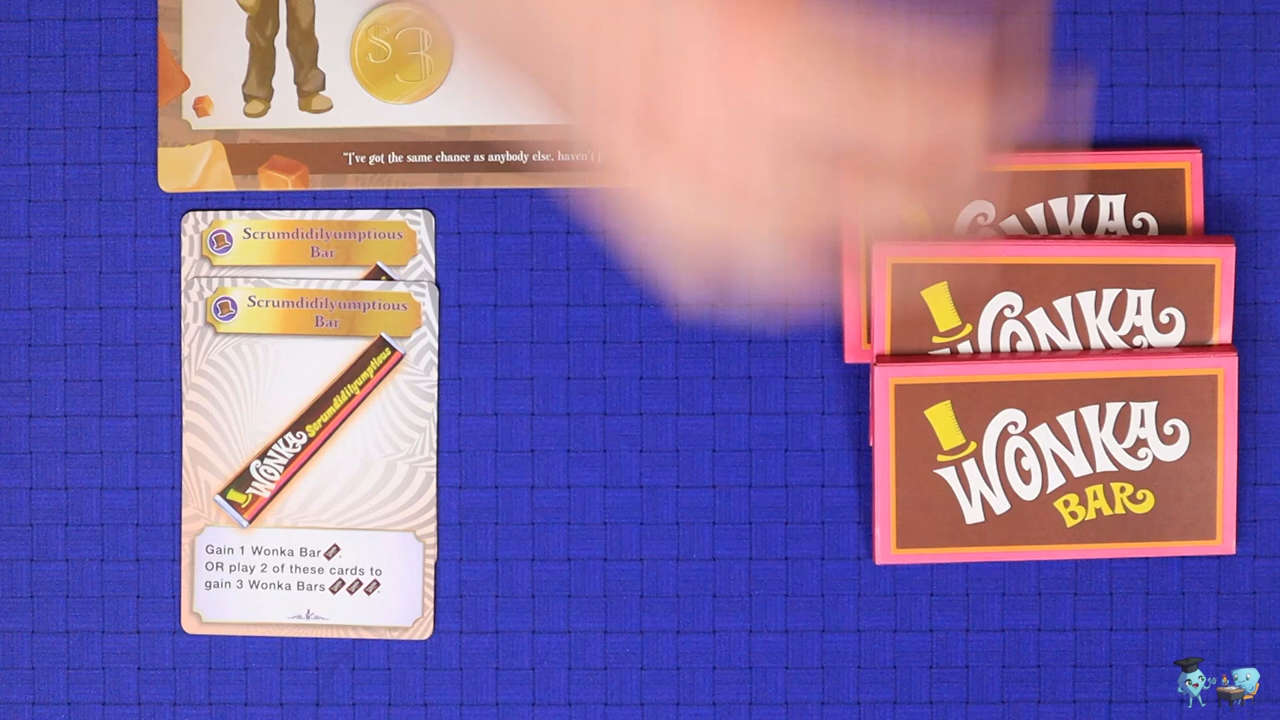 $3
"I've got the same chance as anybody else, haven't I
Scrumdidilyumptious
Bar
Scrumdidilyumptious
Bar
WONKA
Scrumdidilyumptious
Gain 1 Wonka Bar.
OR play 2 of these cards to
gain 3 Wonka Bars.
WONKA
WONKA
WONKA
BAR